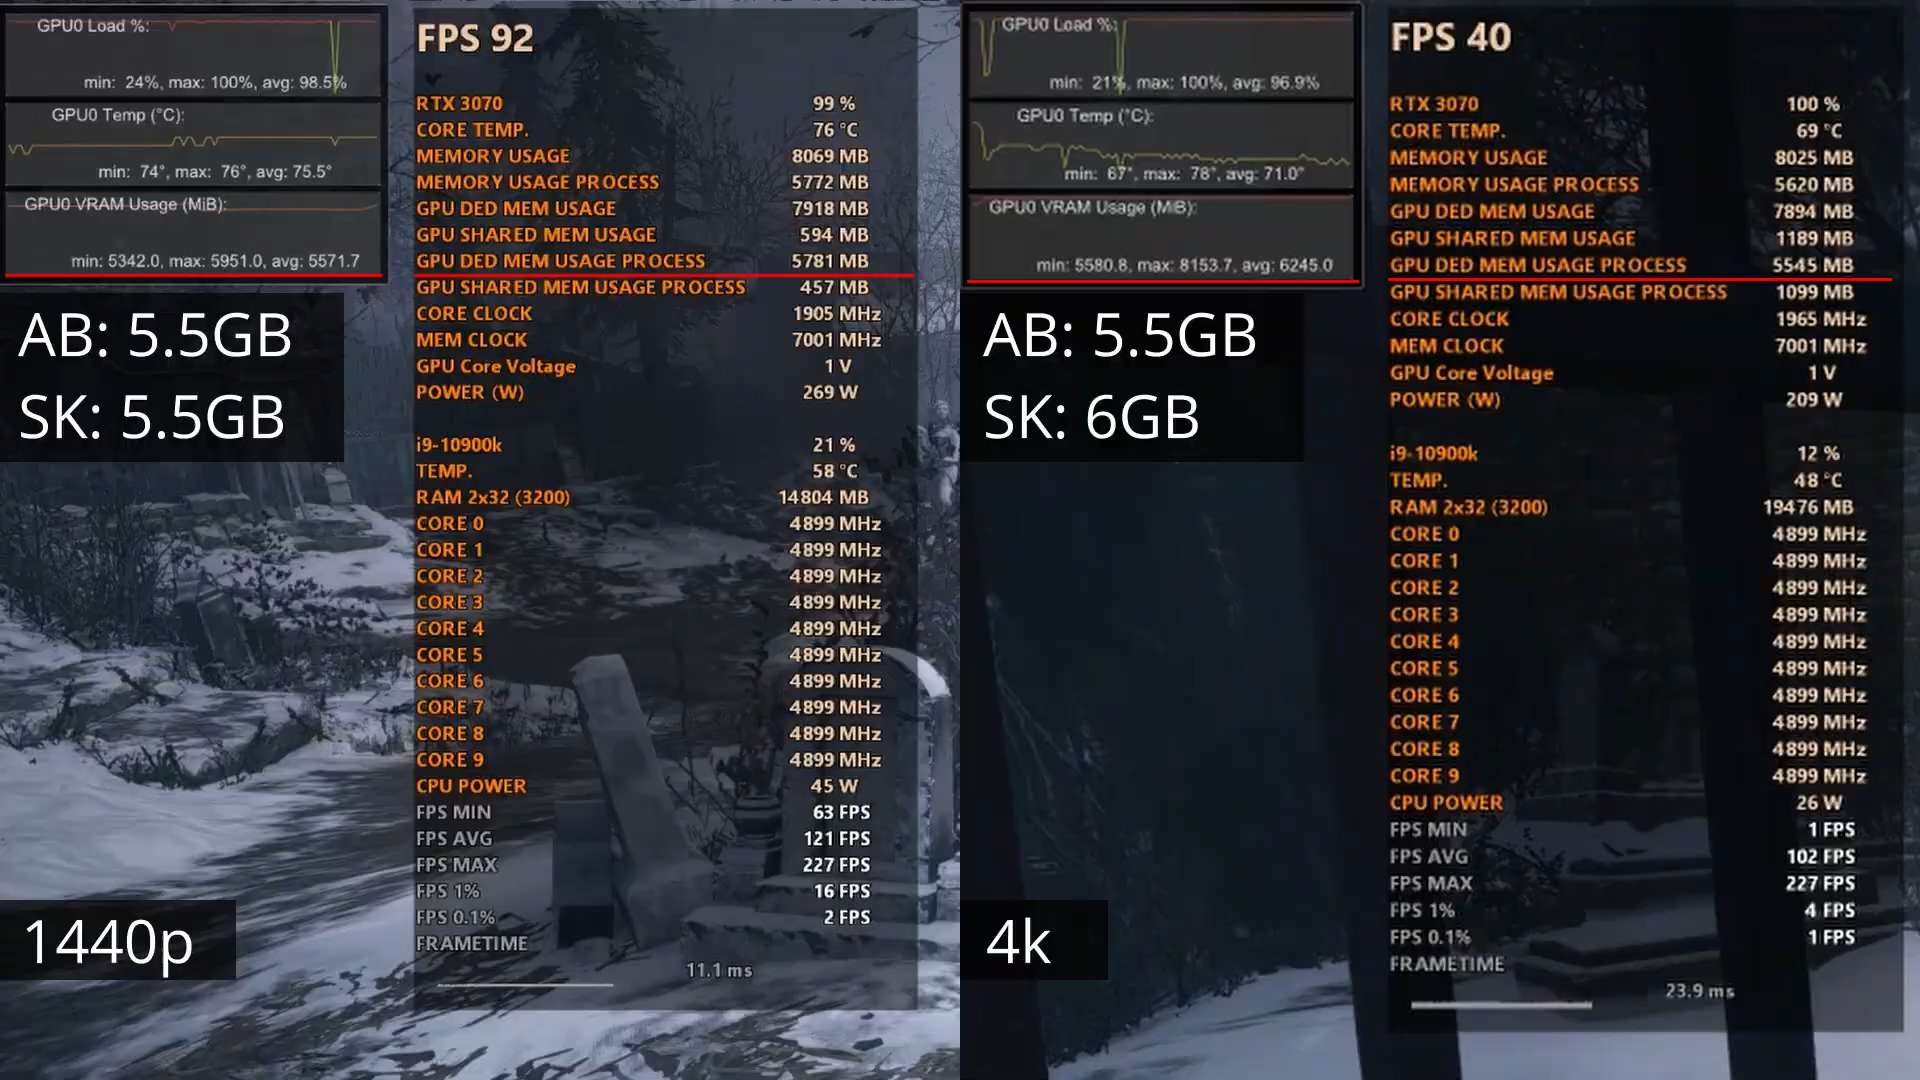 GPU0 Load %:
min: 24%, max: 100%, avg: 98.5%
GPU0 Temp (°C):
min: 74°, max: 76°, avg: 75.5°
GPU0 VRAM Usage (MiB):
min: 5342.0, max: 5951.0, avg: 5571.7
AB: 5.5GB
SK: 5.5GB
1440p
FPS 92
RTX 3070 99 %
CORE TEMP. 76 °C
MEMORY USAGE 8069 MB
MEMORY USAGE PROCESS 5772 MB
GPU DED MEM USAGE 7918 MB
GPU SHARED MEM USAGE 594 MB
GPU DED MEM USAGE PROCESS 5781 MB
GPU SHARED MEM USAGE PROCESS 457 MB
CORE CLOCK 1905 MHz
MEM CLOCK 7001 MHz
GPU Core Voltage 1 V
POWER (W) 269 W
i9-10900k 21 %
TEMP. 58 °C
RAM 2x32 (3200) 14804 MB
CORE 0 4899 MHz
CORE 1 4899 MHz
CORE 2 4899 MHz
CORE 3 4899 MHz
CORE 4 4899 MHz
CORE 5 4899 MHz
CORE 6 4899 MHz
CORE 7 4899 MHz
CORE 8 4899 MHz
CORE 9 4899 MHz
CPU POWER 45 W
FPS MIN 63 FPS
FPS AVG 121 FPS
FPS MAX 227 FPS
FPS 1% 16 FPS
FPS 0.1% 2 FPS
FRAMETIME
11.1 ms
GPU0 Load %:
min: 21%, max: 100%, avg: 96.9%
GPU0 Temp (°C):
min: 67°, max: 78°, avg: 71.0°
GPU0 VRAM Usage (MiB):
min: 5580.8, max: 8153.7, avg: 6245.0
AB: 5.5GB
SK: 6GB
4k
FPS 40
RTX 3070 100 %
CORE TEMP. 69 °C
MEMORY USAGE 8025 MB
MEMORY USAGE PROCESS 5620 MB
GPU DED MEM USAGE 7894 MB
GPU SHARED MEM USAGE 1189 MB
GPU DED MEM USAGE PROCESS 5545 MB
GPU SHARED MEM USAGE PROCESS 1099 MB
CORE CLOCK 1965 MHz
MEM CLOCK 7001 MHz
GPU Core Voltage 1 V
POWER (W) 209 W
i9-10900k 12 %
TEMP. 48 °C
RAM 2x32 (3200) 19476 MB
CORE 0 4899 MHz
CORE 1 4899 MHz
CORE 2 4899 MHz
CORE 3 4899 MHz
CORE 4 4899 MHz
CORE 5 4899 MHz
CORE 6 4899 MHz
CORE 7 4899 MHz
CORE 8 4899 MHz
CORE 9 4899 MHz
CPU POWER 26 W
FPS MIN 1 FPS
FPS AVG 102 FPS
FPS MAX 227 FPS
FPS 1% 4 FPS
FPS 0.1% 1 FPS
FRAMETIME
23.9 ms